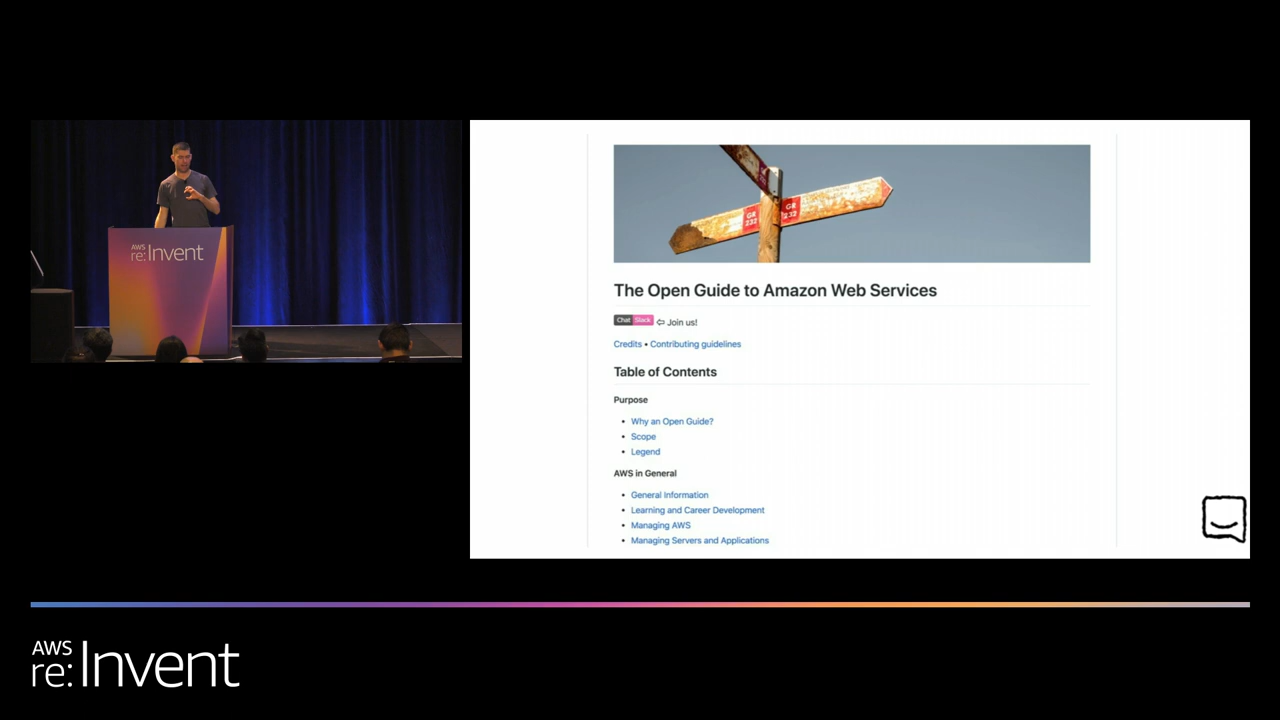 AWS
re:Invent
GR
232
GR
232
The Open Guide to Amazon Web Services
Chat Slack ⇦ Join us!
Credits • Contributing guidelines
Table of Contents
Purpose
• Why an Open Guide?
• Scope
• Legend
AWS in General
• General Information
• Learning and Career Development
• Managing AWS
• Managing Servers and Applications
AWS
re:Invent